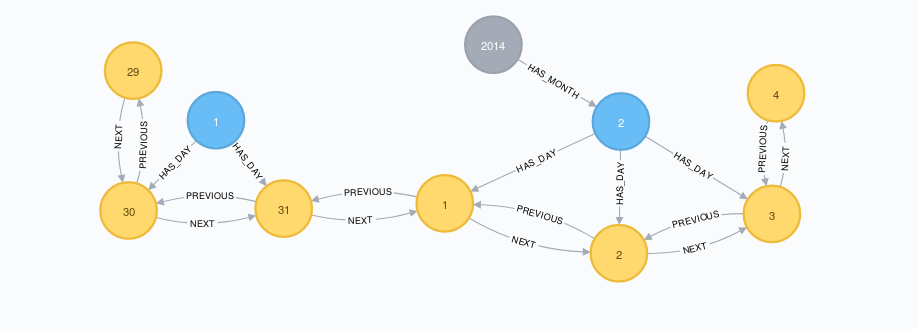 2014
HAS_MONTH
29
1
2
4
NEXT
PREVIOUS
HAS_DAY
HAS_DAY
HAS_DAY
HAS_DAY
HAS_DAY
PREVIOUS
NEXT
30
PREVIOUS
NEXT
31
PREVIOUS
NEXT
1
PREVIOUS
NEXT
2
PREVIOUS
NEXT
3